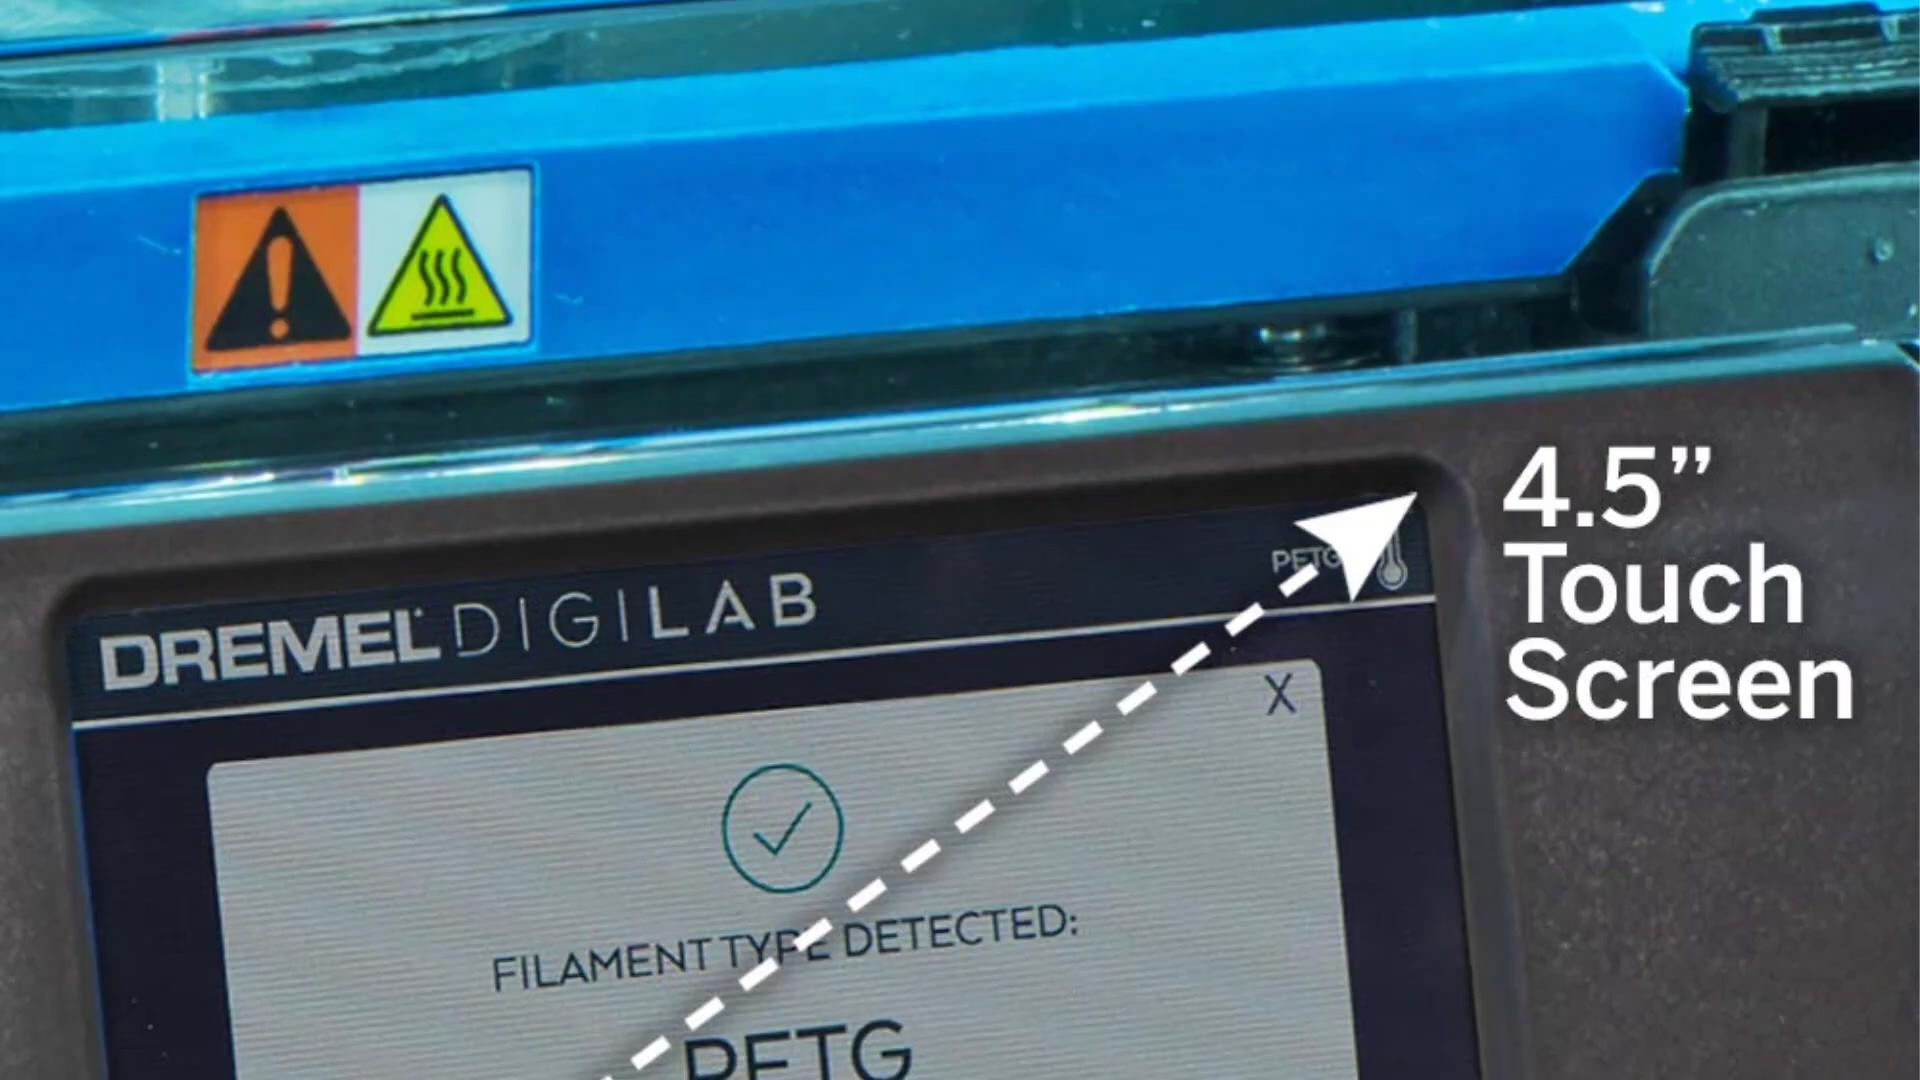 DREMEL DIGILAB
PETG
X
FILAMENT TYPE DETECTED:
PETG
4.5”
Touch
Screen